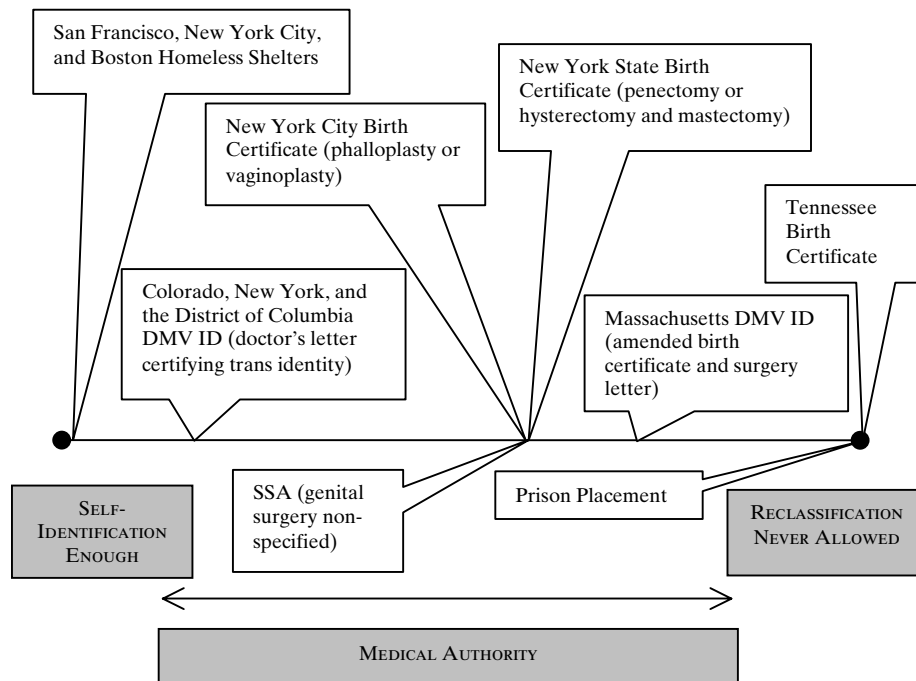 San Francisco, New York City,
and Boston Homeless Shelters
New York State Birth
Certificate (penectomy or
hysterectomy and mastectomy)
New York City Birth
Certificate (phalloplasty or
vaginoplasty)
Tennessee
Birth
Certificate
Colorado, New York, and
the District of Columbia
DMV ID (doctor’s letter
certifying trans identity)
Massachusetts DMV ID
(amended birth
certificate and surgery
letter)
SSA (genital
surgery non-
specified)
Prison Placement
SELF-
IDENTIFICATION
ENOUGH
RECLASSIFICATION
NEVER ALLOWED
MEDICAL AUTHORITY